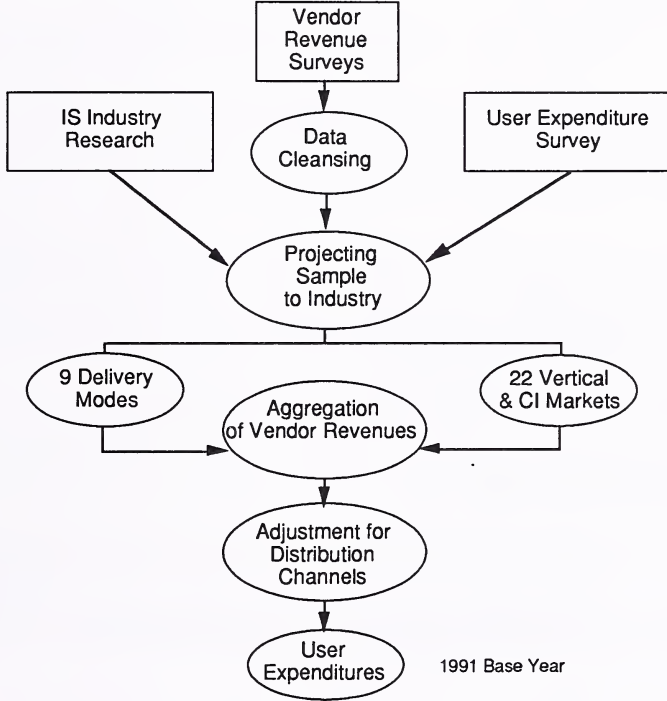 Vendor
Revenue
Surveys
IS Industry
Research
Data
Cleansing
User Expenditure
Survey
Projecting
Sample
to Industry
9 Delivery
Modes
Aggregation
of Vendor Revenues
22 Vertical
& CI Markets
Adjustment for
Distribution
Channels
User
Expenditures
1991 Base Year